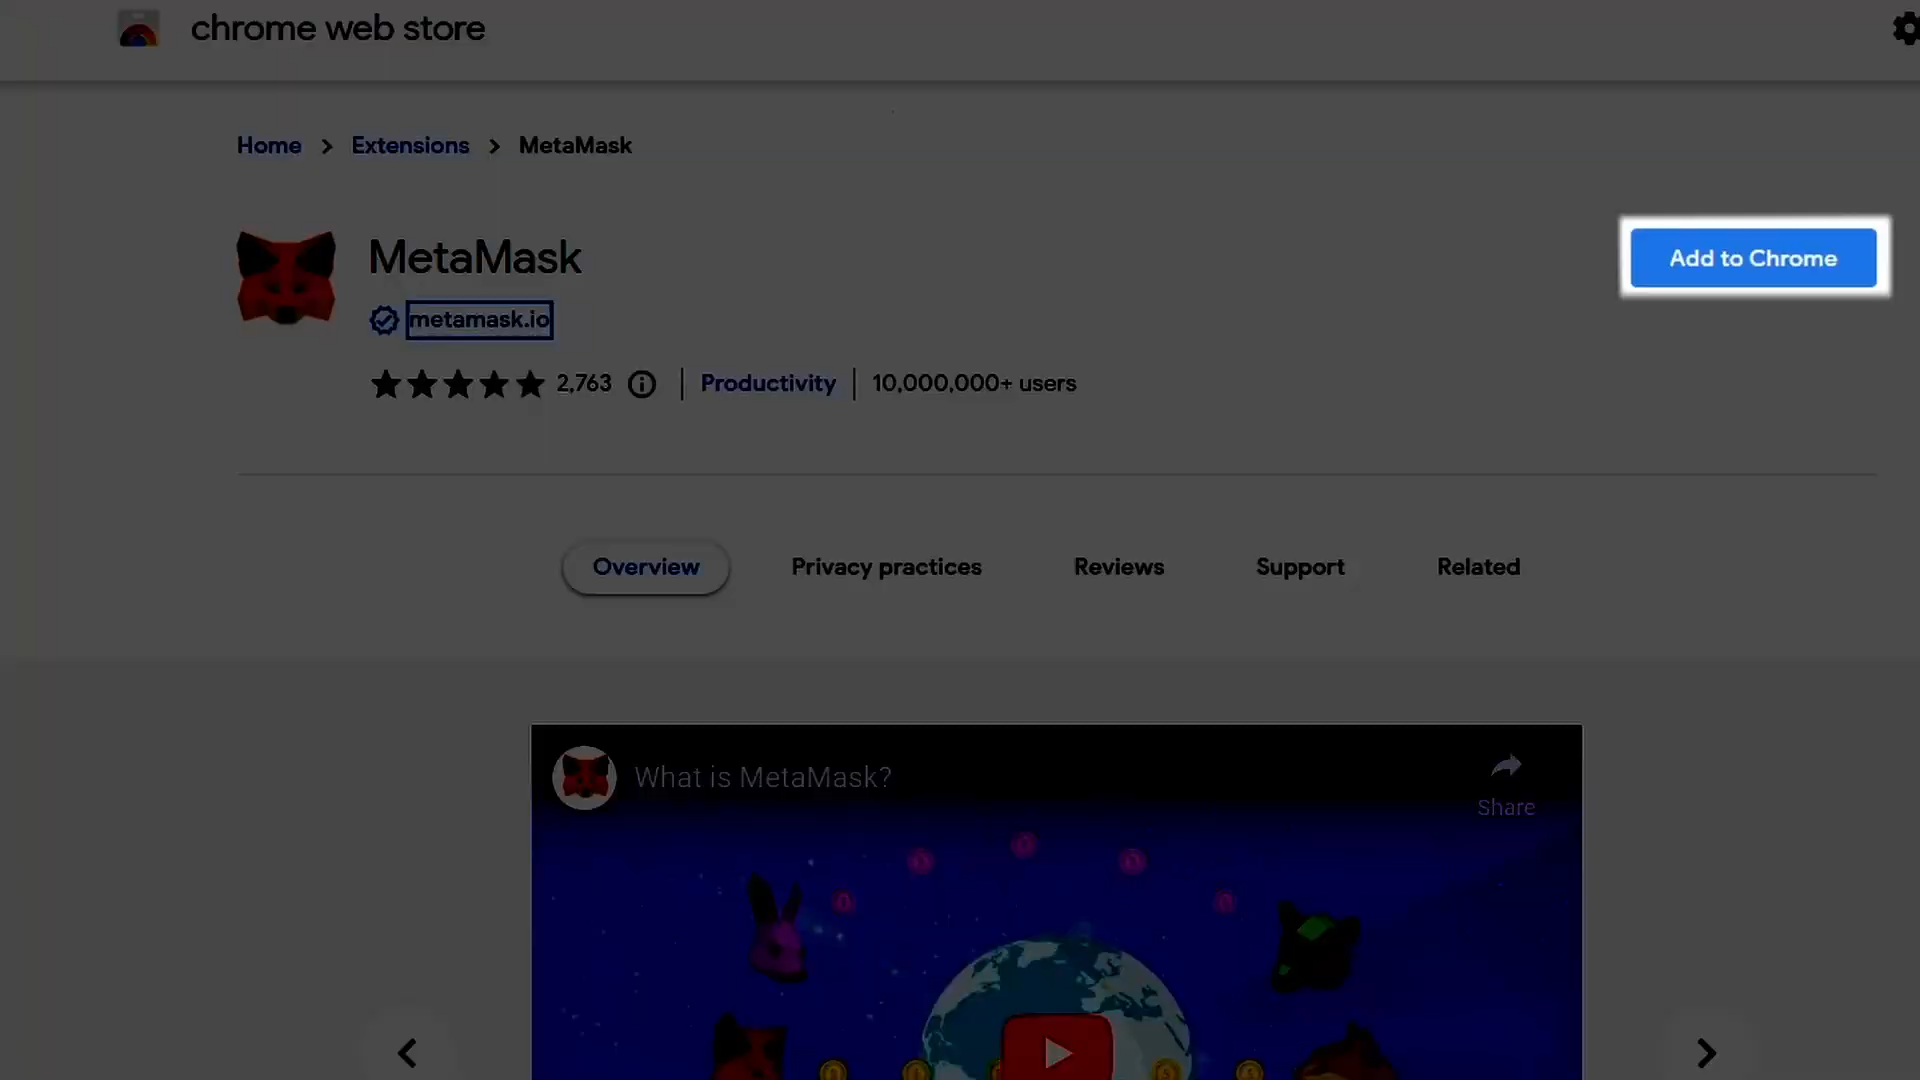 chrome web store
Home > Extensions > MetaMask
MetaMask
Add to Chrome
metamask.io
2,763 | Productivity | 10,000,000+ users
Overview Privacy practices Reviews Support Related
What is MetaMask?
Share